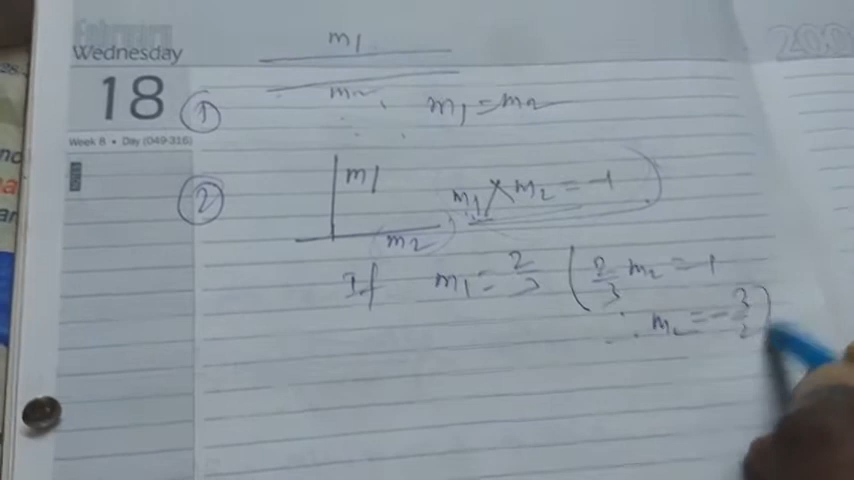 February
Wednesday
18
Week 8 • Day (049-316)
m1
m2
① m1 = m2
② m1
m2
m1 × m2 = -1
If m1 = 2/3 ( 2/3 m2 = -1
∴ m2 = -3/2 )